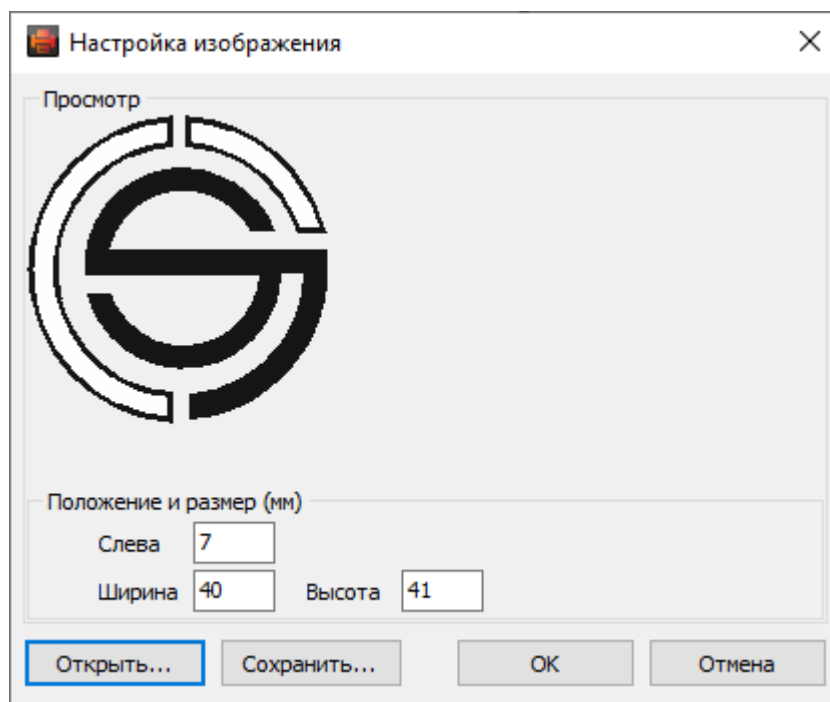 Настройка изображения
Просмотр
Положение и размер (мм)
Слева 7
Ширина 40 Высота 41
Открыть... Сохранить... OK Отмена